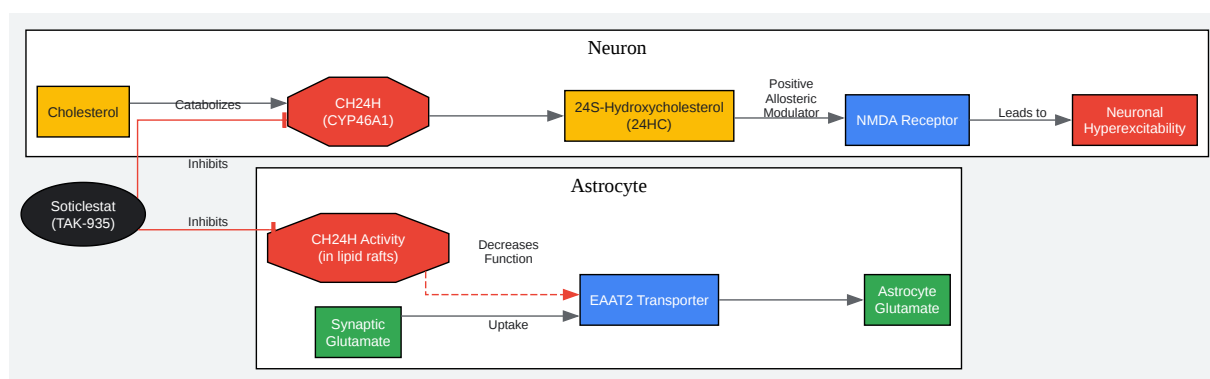 Neuron
Cholesterol
Catabolizes
CH24H
(CYP46A1)
24S-Hydroxycholesterol
(24HC)
Positive
Allosteric
Modulator
NMDA Receptor
Leads to
Neuronal
Hyperexcitability
Inhibits
Soticlestat
(TAK-935)
Inhibits
Astrocyte
CH24H Activity
(in lipid rafts)
Decreases
Function
Synaptic
Glutamate
Uptake
EAAT2 Transporter
Astrocyte
Glutamate